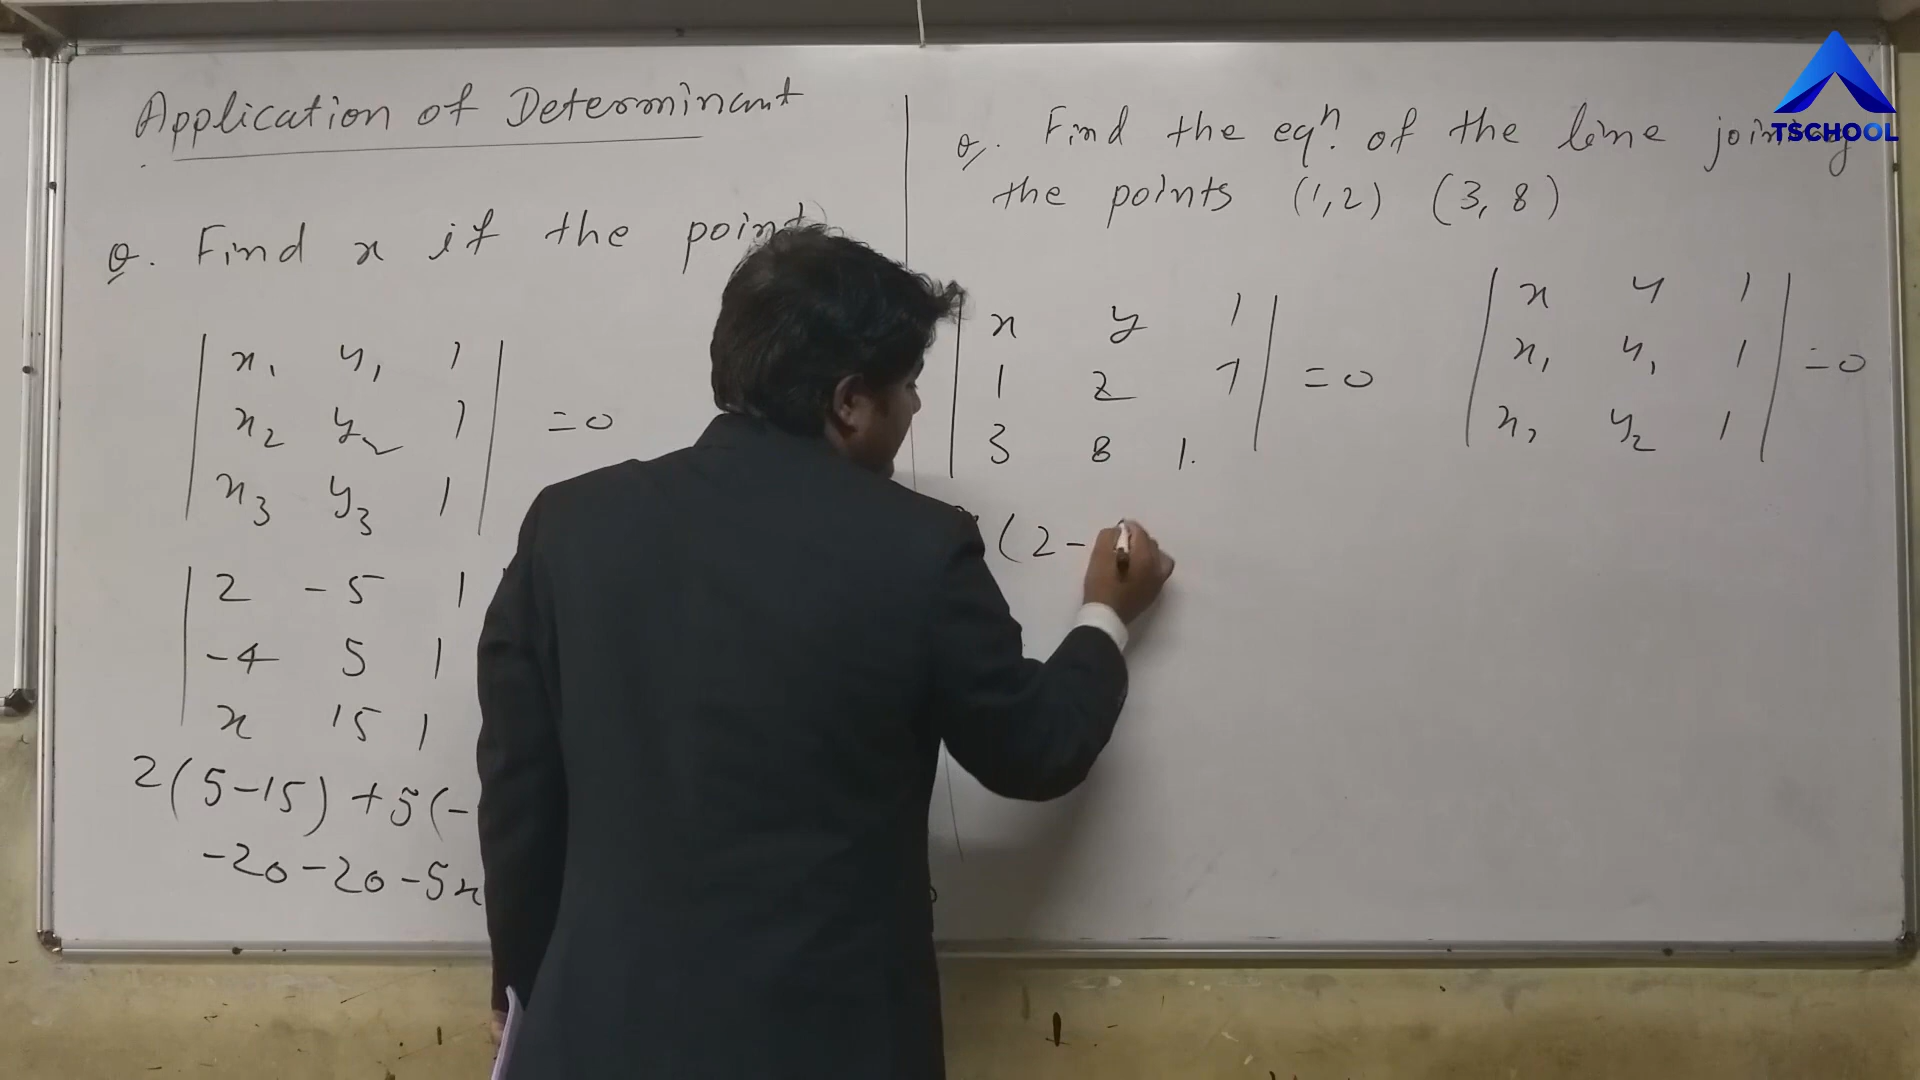 Application of Determinant
Q. Find x if the point
| x₁ y₁ 1 |
| x₂ y₂ 1 | = 0
| x₃ y₃ 1 |
| 2 -5 1
| -4 5 1
| x 15 1
2(5-15) + 5(-
-20-20-5x
Q. Find the eqⁿ. of the line joining
the points (1,2) (3, 8)
| x y 1 |
| 1 2 1 | = 0
| 3 8 1. |
(2-
| x y 1 |
| x₁ y₁ 1 | = 0
| x₂ y₂ 1 |
TSCHOOL